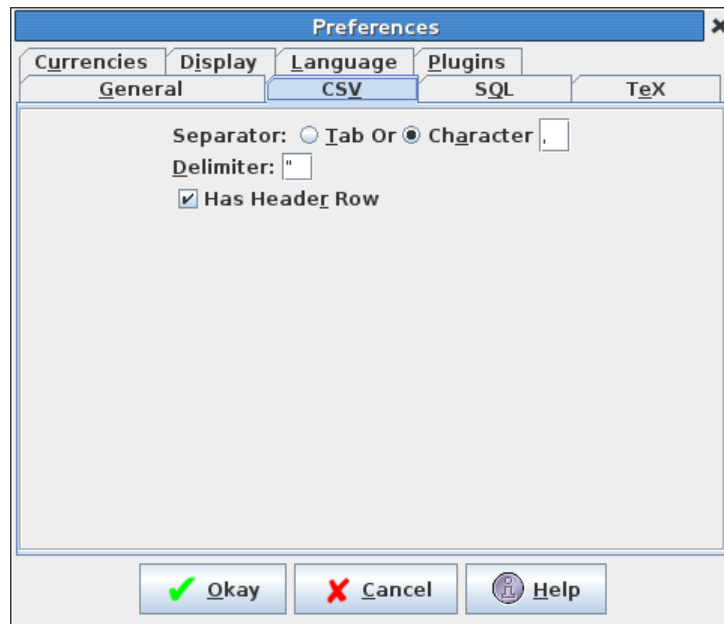 Preferences
Currencies Display Language Plugins
General CSV SQL TeX
Separator: Tab Or Character ,
Delimiter: "
Has Header Row
Okay Cancel Help